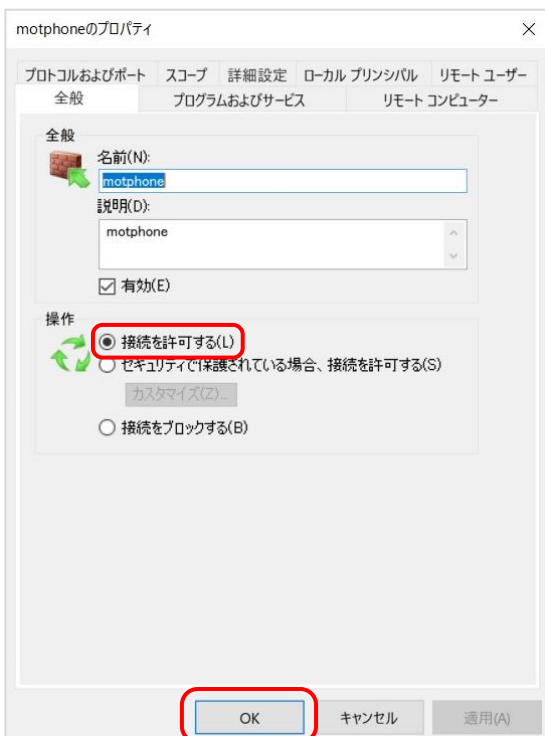 motphoneのプロパティ
プロトコルおよびポート スコープ 詳細設定 ローカル プリンシパル リモート ユーザー
全般 プログラムおよびサービス リモート コンピューター
全般
名前(N):
motphone
説明(D):
motphone
有効(E)
操作
接続を許可する(L)
セキュリティで保護されている場合、接続を許可する(S)
カスタマイズ(Z)...
接続をブロックする(B)
OK キャンセル 適用(A)